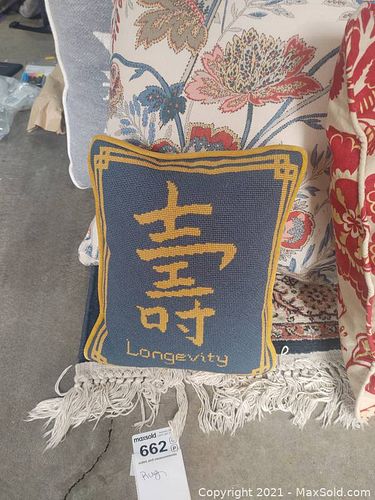 壽
Longevity
maxsold
662
Rug
Copyright © 2021 - MaxSold.com